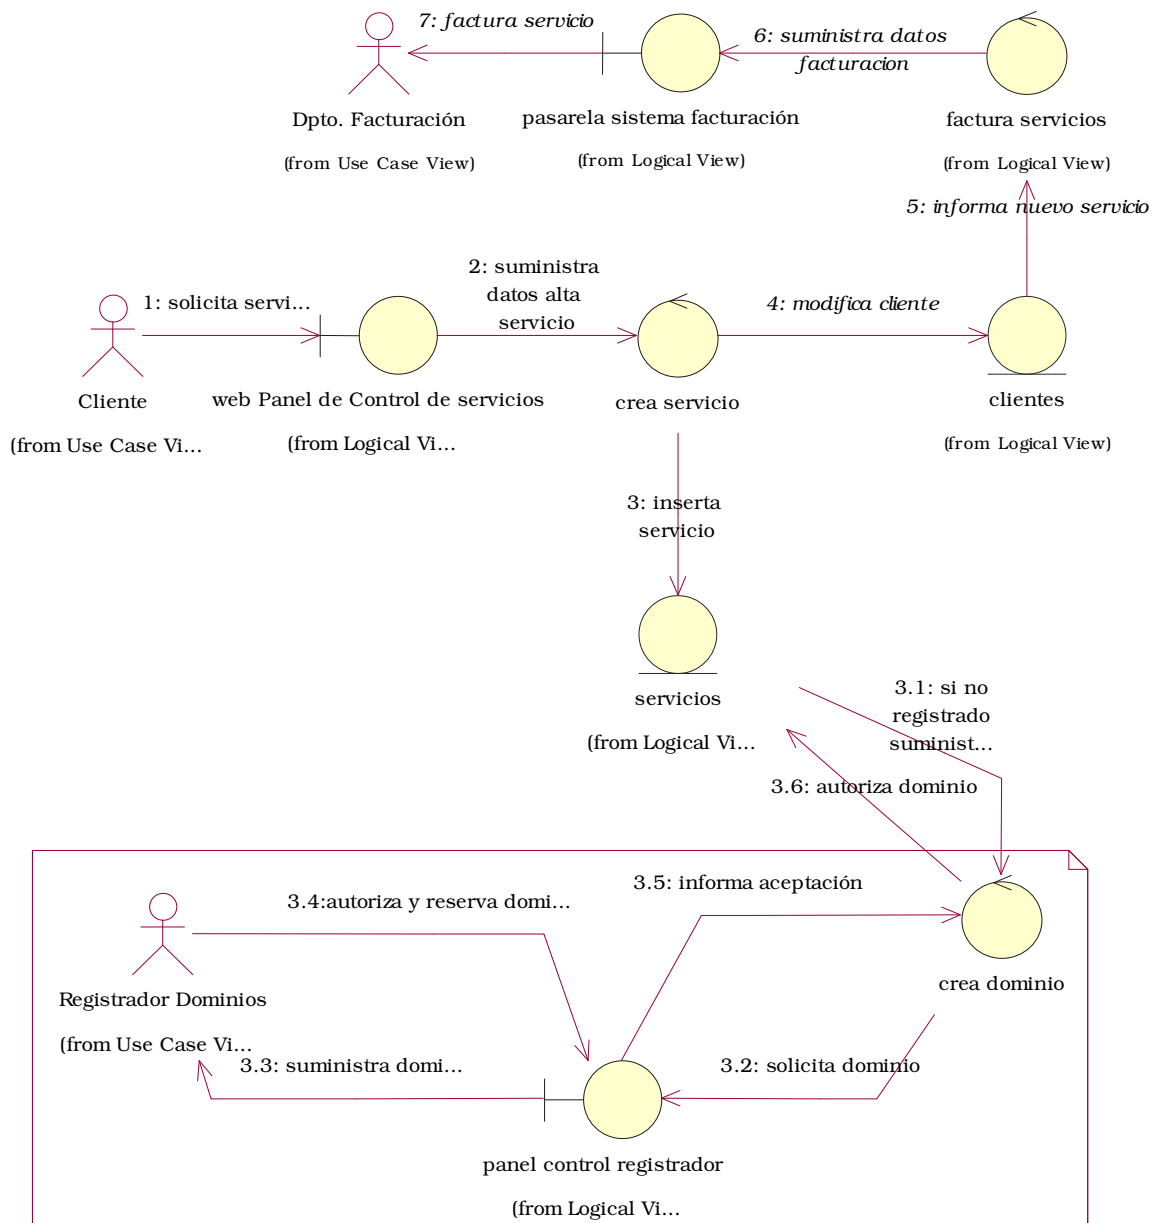 7: factura servicio
6: suministra datos
facturacion
Dpto. Facturación
pasarela sistema facturación
factura servicios
(from Use Case View)
(from Logical View)
(from Logical View)
5: informa nuevo servicio
1: solicita servi...
2: suministra
datos alta
servicio
4: modifica cliente
Cliente
web Panel de Control de servicios
crea servicio
clientes
(from Use Case Vi...
(from Logical Vi...
(from Logical View)
3: inserta
servicio
servicios
(from Logical Vi...
3.1: si no
registrado
suminist...
3.6: autoriza dominio
3.4:autoriza y reserva domi...
3.5: informa aceptación
Registrador Dominios
crea dominio
(from Use Case Vi...
3.3: suministra domi...
3.2: solicita dominio
panel control registrador
(from Logical Vi...